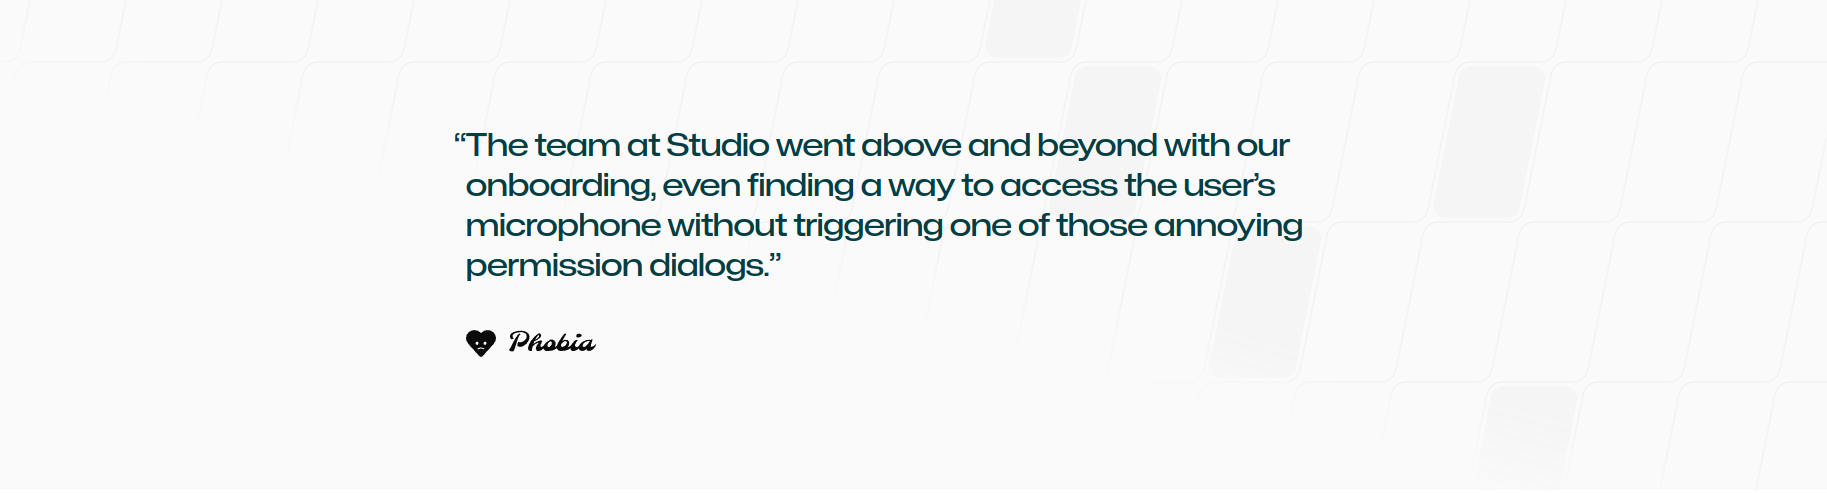 “The team at Studio went above and beyond with our
onboarding, even finding a way to access the user’s
microphone without triggering one of those annoying
permission dialogs.”
Phobia